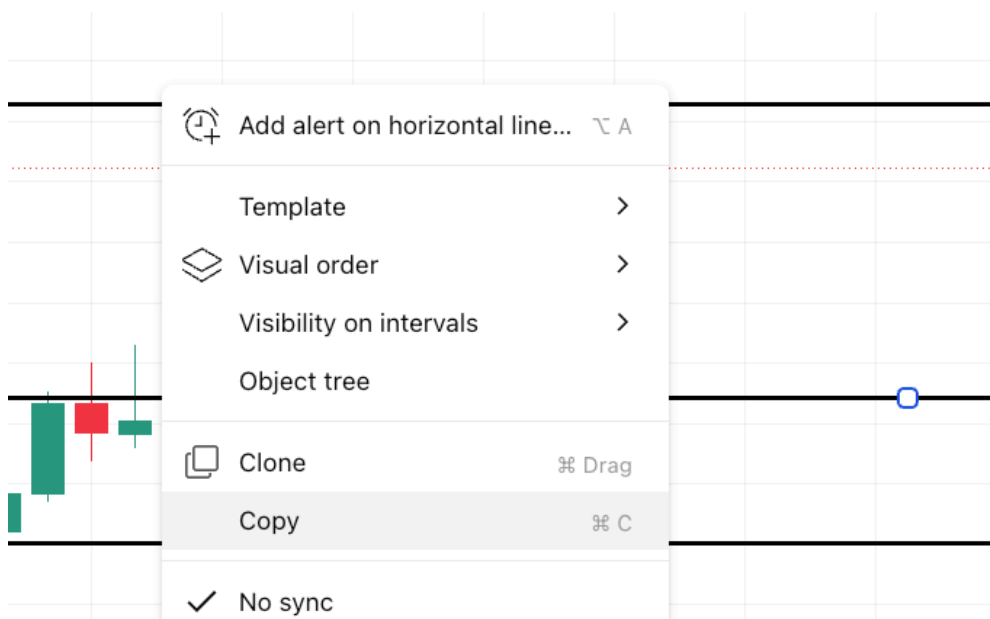 Add alert on horizontal line... ⌥ A
Template
Visual order
Visibility on intervals
Object tree
Clone ⌘ Drag
Copy ⌘ C
No sync